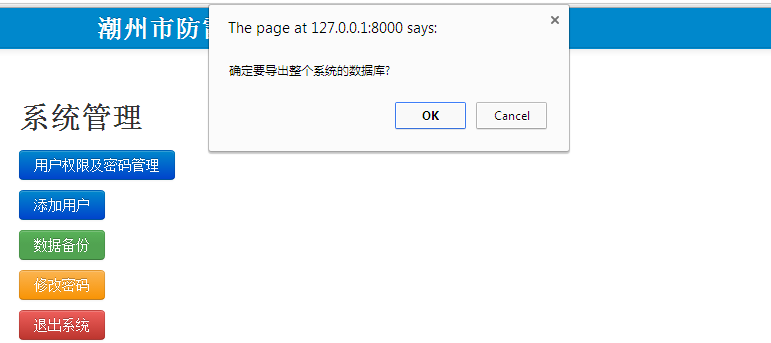 潮州市防雷
The page at 127.0.0.1:8000 says:
确定要导出整个系统的数据库?
OK Cancel
系统管理
用户权限及密码管理
添加用户
数据备份
修改密码
退出系统